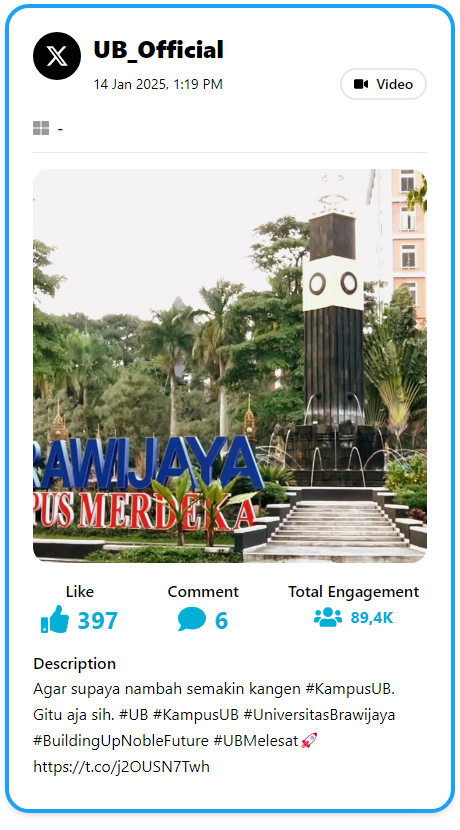 UB_Official
14 Jan 2025, 1:19 PM
Video
-
RAWIJAYA
PUS MERDEKA
Like
Comment
Total Engagement
397
6
89,4K
Description
Agar supaya nambah semakin kangen #KampusUB.
Gitu aja sih. #UB #KampusUB #UniversitasBrawijaya
#BuildingUpNobleFuture #UBMelesat🚀
https://t.co/j2OUSN7Twh